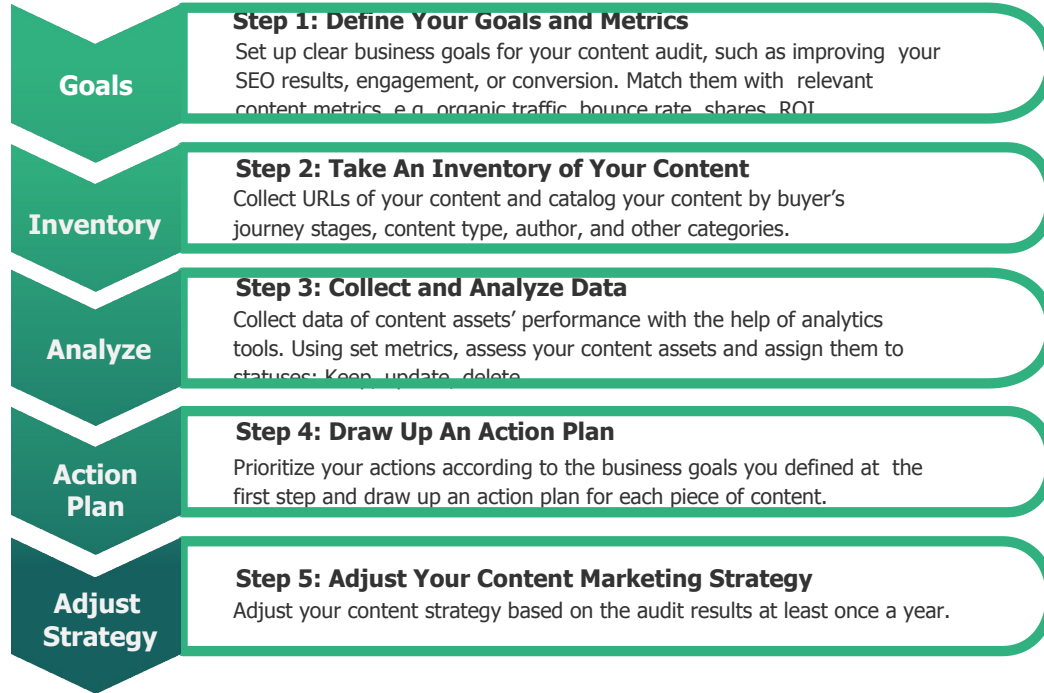 Goals
Step 1: Define Your Goals and Metrics
Set up clear business goals for your content audit, such as improving your
SEO results, engagement, or conversion. Match them with relevant
content metrics, e.g. organic traffic, bounce rate, shares, ROI
Inventory
Step 2: Take An Inventory of Your Content
Collect URLs of your content and catalog your content by buyer’s
journey stages, content type, author, and other categories.
Analyze
Step 3: Collect and Analyze Data
Collect data of content assets’ performance with the help of analytics
tools. Using set metrics, assess your content assets and assign them to
statuses: Keep, update, delete
Action
Plan
Step 4: Draw Up An Action Plan
Prioritize your actions according to the business goals you defined at the
first step and draw up an action plan for each piece of content.
Adjust
Strategy
Step 5: Adjust Your Content Marketing Strategy
Adjust your content strategy based on the audit results at least once a year.